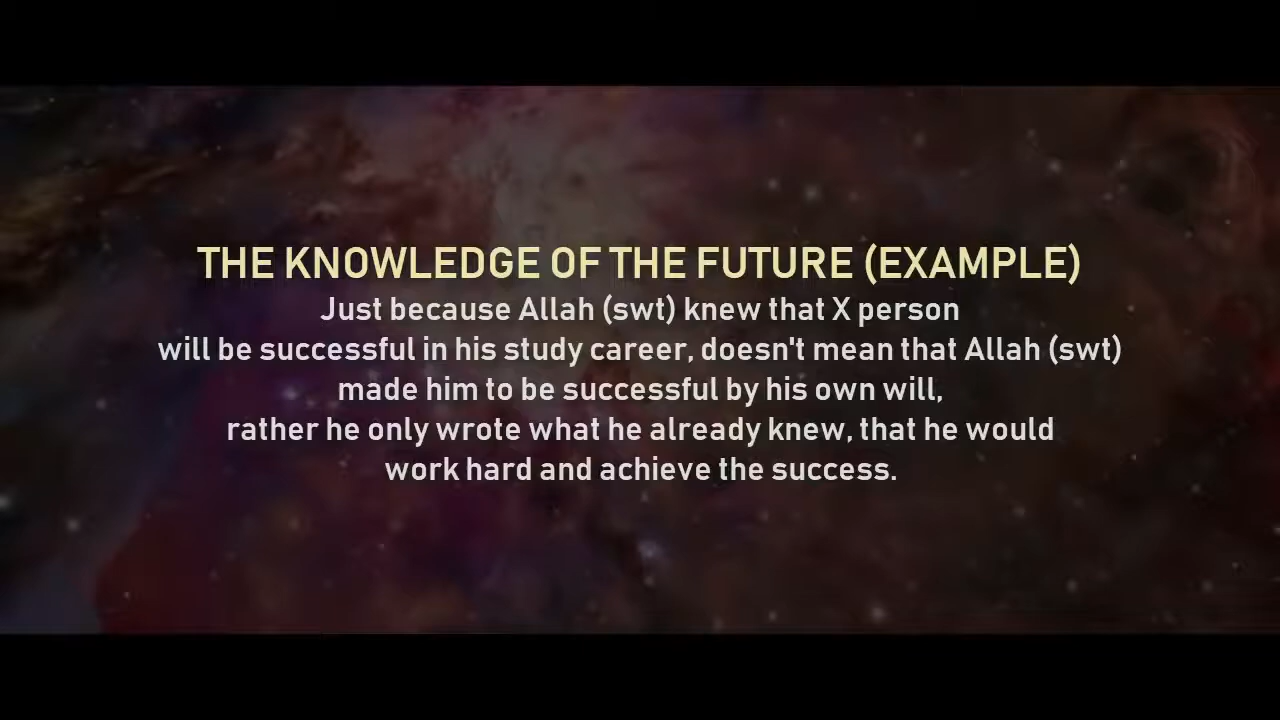 THE KNOWLEDGE OF THE FUTURE (EXAMPLE)
Just because Allah (swt) knew that X person
will be successful in his study career, doesn't mean that Allah (swt)
made him to be successful by his own will,
rather he only wrote what he already knew, that he would
work hard and achieve the success.